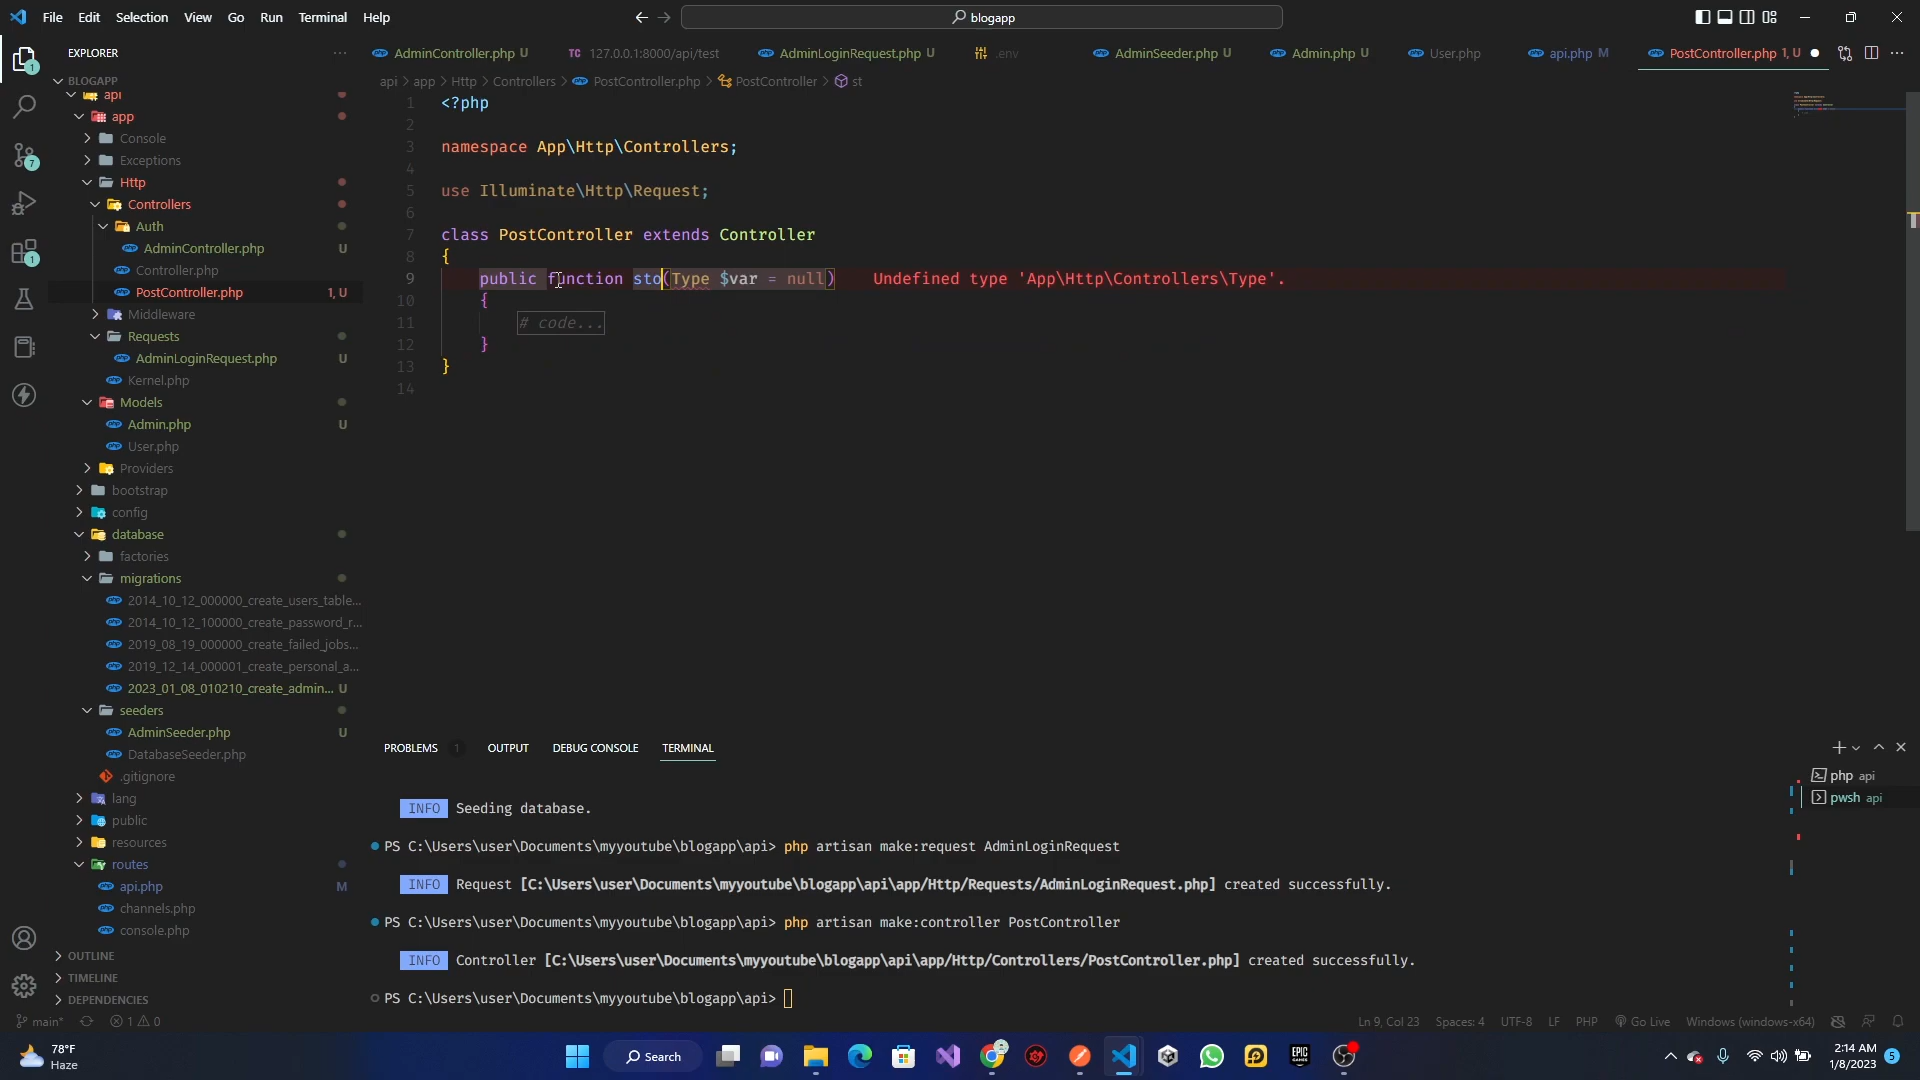 File Edit Selection View Go Run Terminal Help
blogapp
EXPLORER
AdminController.php U
TC 127.0.0.1:8000/api/test
AdminLoginRequest.php U
.env
AdminSeeder.php U
Admin.php U
User.php
api.php M
PostController.php 1, U
BLOGAPP
api > app > Http > Controllers > PostController.php > PostController > st
api
app
Console
Exceptions
Http
Controllers
Auth
AdminController.php U
Controller.php
PostController.php 1, U
Middleware
Requests
AdminLoginRequest.php U
Kernel.php
Models
Admin.php U
User.php
Providers
bootstrap
config
database
factories
migrations
2014_10_12_000000_create_users_table...
2014_10_12_100000_create_password_r...
2019_08_19_000000_create_failed_jobs...
2019_12_14_000001_create_personal_a...
2023_01_08_010210_create_admin... U
seeders
AdminSeeder.php U
DatabaseSeeder.php
.gitignore
lang
public
resources
routes
api.php M
channels.php
console.php
OUTLINE
TIMELINE
DEPENDENCIES
1 <?php
2
3 namespace App\Http\Controllers;
4
5 use Illuminate\Http\Request;
6
7 class PostController extends Controller
8 {
9 public function sto(Type $var = null) Undefined type 'App\Http\Controllers\Type'.
10 {
11 # code...
12 }
13 }
14
PROBLEMS 1 OUTPUT DEBUG CONSOLE TERMINAL
php api
pwsh api
INFO Seeding database.
PS C:\Users\user\Documents\myyoutube\blogapp\api> php artisan make:request AdminLoginRequest
INFO Request [C:\Users\user\Documents\myyoutube\blogapp\api\app/Http/Requests/AdminLoginRequest.php] created successfully.
PS C:\Users\user\Documents\myyoutube\blogapp\api> php artisan make:controller PostController
INFO Controller [C:\Users\user\Documents\myyoutube\blogapp\api\app/Http/Controllers/PostController.php] created successfully.
PS C:\Users\user\Documents\myyoutube\blogapp\api>
main* 1 0
Ln 9, Col 23 Spaces: 4 UTF-8 LF PHP Go Live Windows (windows-x64)
78°F
Haze
Search
2:14 AM
1/8/2023
5